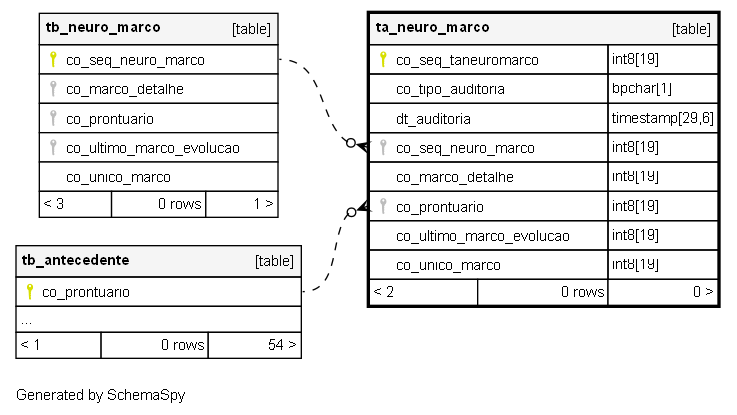 tb_neuro_marco [table]
co_seq_neuro_marco
co_marco_detalhe
co_prontuario
co_ultimo_marco_evolucao
co_unico_marco
< 3 0 rows 1 >
tb_antecedente [table]
co_prontuario
...
< 1 0 rows 54 >
ta_neuro_marco [table]
co_seq_taneuromarco int8[19]
co_tipo_auditoria bpchar[1]
dt_auditoria timestamp[29,6]
co_seq_neuro_marco int8[19]
co_marco_detalhe int8[19]
co_prontuario int8[19]
co_ultimo_marco_evolucao int8[19]
co_unico_marco int8[19]
< 2 0 rows 0 >
Generated by SchemaSpy